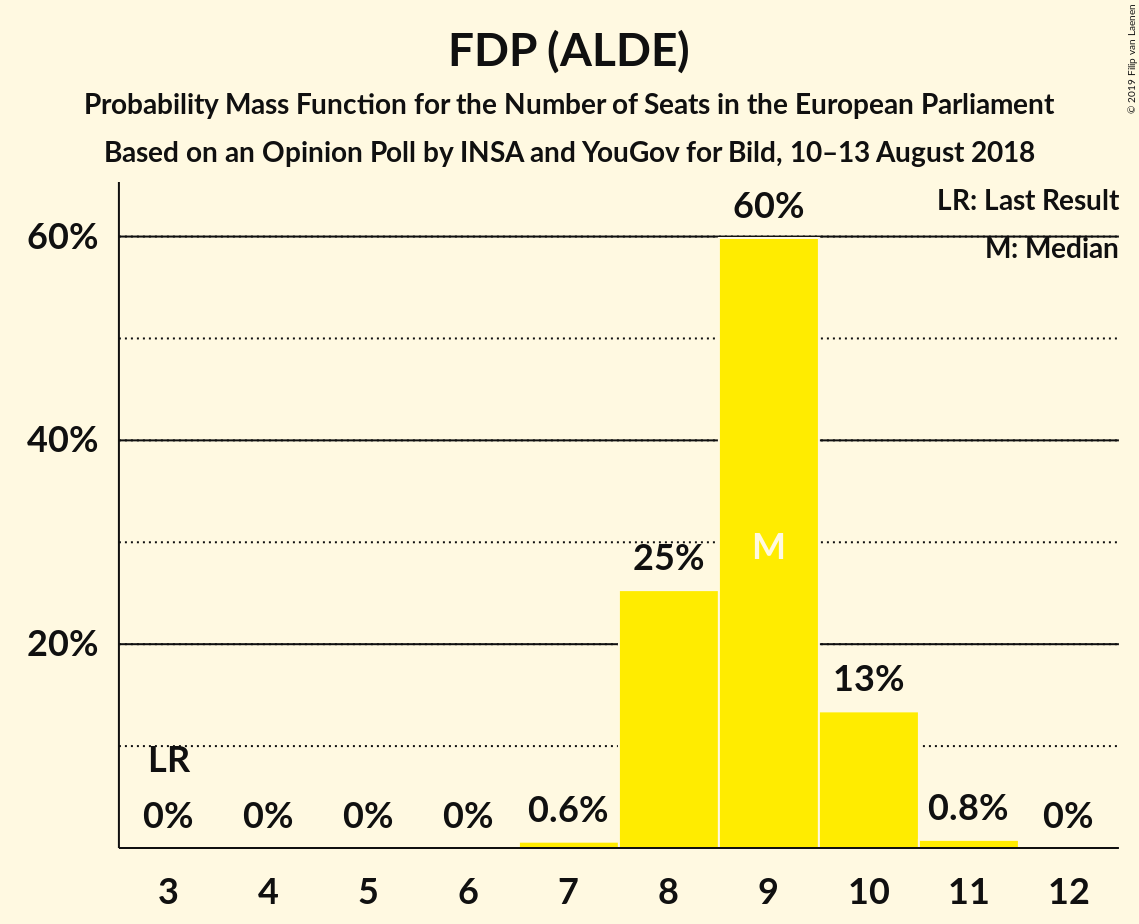 FDP (ALDE)
Probability Mass Function for the Number of Seats in the European Parliament
Based on an Opinion Poll by INSA and YouGov for Bild, 10–13 August 2018
© 2019 Filip van Laenen
LR: Last Result
M: Median
60%
40%
20%
LR
0%
0%
0%
0%
0.6%
25%
60%
M
13%
0.8%
0%
3 4 5 6 7 8 9 10 11 12